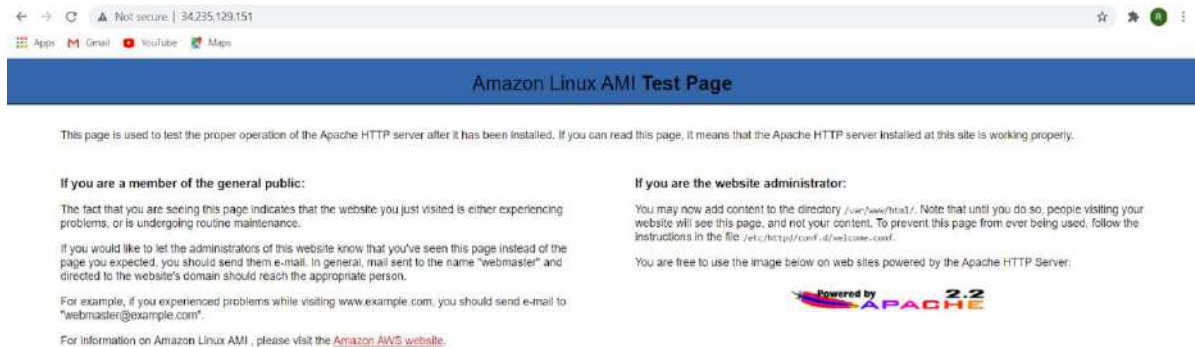 Not secure | 34.235.129.151
Apps Gmail YouTube Maps
Amazon Linux AMI Test Page
This page is used to test the proper operation of the Apache HTTP server after it has been installed. If you can read this page, it means that the Apache HTTP server installed at this site is working properly.
If you are a member of the general public:
The fact that you are seeing this page indicates that the website you just visited is either experiencing
problems, or is undergoing routine maintenance.
If you would like to let the administrators of this website know that you've seen this page instead of the
page you expected, you should send them e-mail. In general, mail sent to the name "webmaster" and
directed to the website's domain should reach the appropriate person.
For example, if you experienced problems while visiting www.example.com, you should send e-mail to
"webmaster@example.com".
For information on Amazon Linux AMI , please visit the Amazon AWS website.
If you are the website administrator:
You may now add content to the directory /var/www/html/. Note that until you do so, people visiting your
website will see this page, and not your content. To prevent this page from ever being used, follow the
instructions in the file /etc/httpd/conf.d/welcome.conf.
You are free to use the image below on web sites powered by the Apache HTTP Server:
Powered by 2.2
APACHE